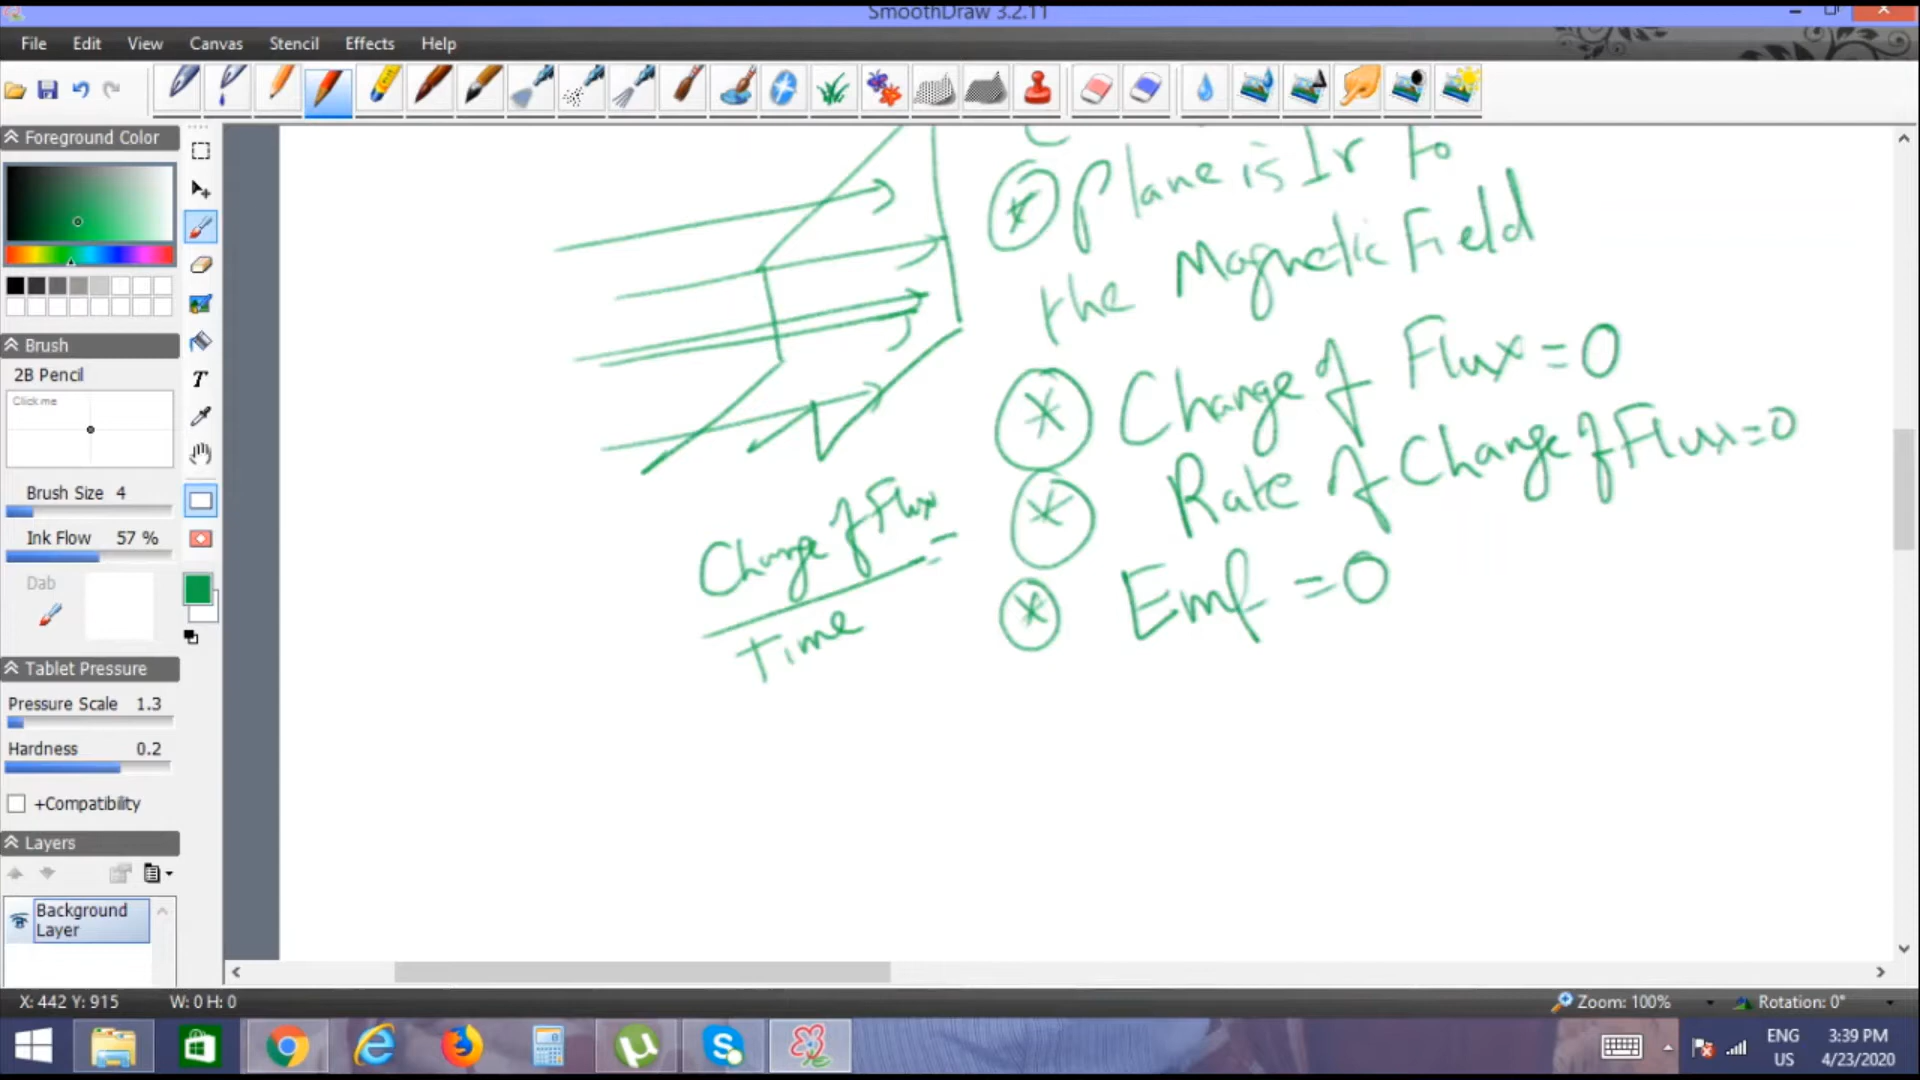 SmoothDraw 3.2.11
File Edit View Canvas Stencil Effects Help
Foreground Color
Brush
2B Pencil
Click me
Brush Size 4
Ink Flow 57 %
Dab
Tablet Pressure
Pressure Scale 1.3
Hardness 0.2
+Compatibility
Layers
Background
Layer
Plane is Ir to
the Magnetic Field
Change of Flux = 0
Rate of Change of Flux = 0
Emf = 0
Change of Flux =
Time
X: 442 Y: 915 W: 0 H: 0 Zoom: 100% Rotation: 0°
ENG 3:39 PM
US 4/23/2020